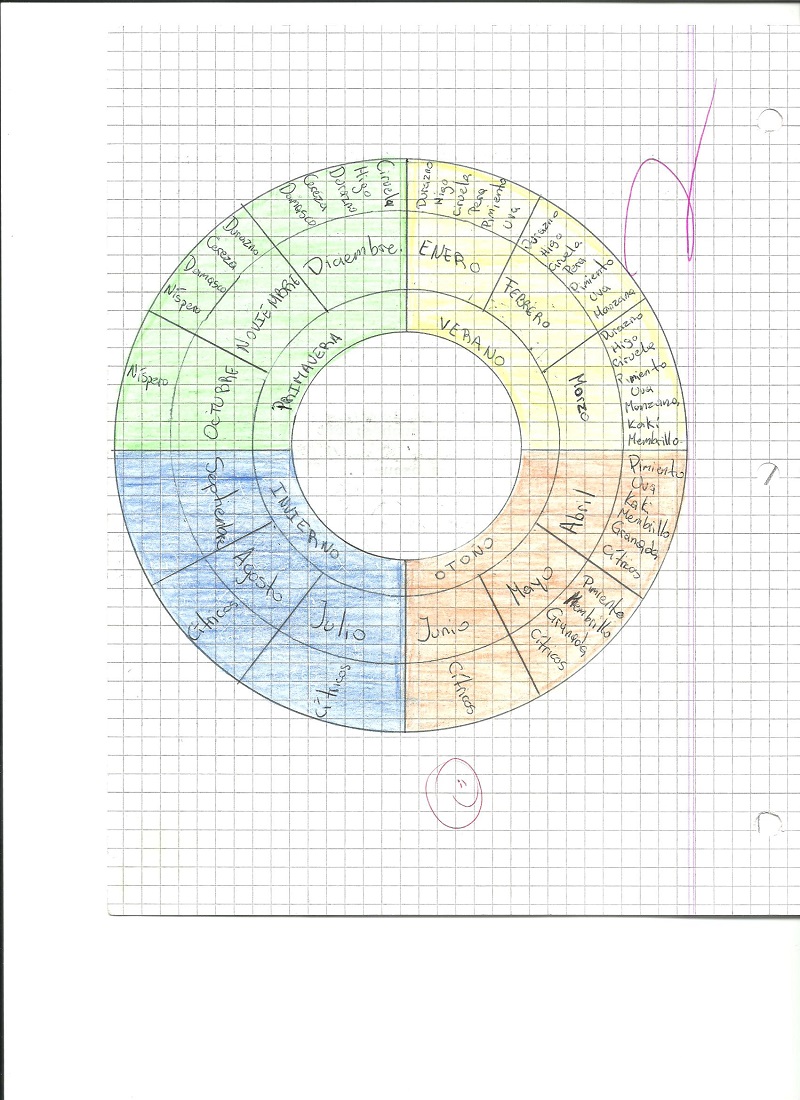 VERANO
ENERO
Durazno
Higo
Ciruela
Pera
Pimiento
Uva
FEBRERO
Durazno
Higo
Ciruela
Pera
Pimiento
Uva
Manzana
Marzo
Durazno
Higo
Ciruela
Pimiento
Uva
Manzana
Kaki
Membrillo
OTOÑO
Abril
Pimiento
Uva
Kaki
Membrillo
Granada
Cítricos
Mayo
Pimiento
Membrillo
Granada
Cítricos
Junio
Cítricos
INVIERNO
Julio
Cítricos
Agosto
Cítricos
Septiembre
PRIMAVERA
OCTUBRE
Níspero
NOVIEMBRE
Níspero
Damasco
Cereza
Durazno
Diciembre.
Damasco
Cereza
Durazno
Higo
Ciruela